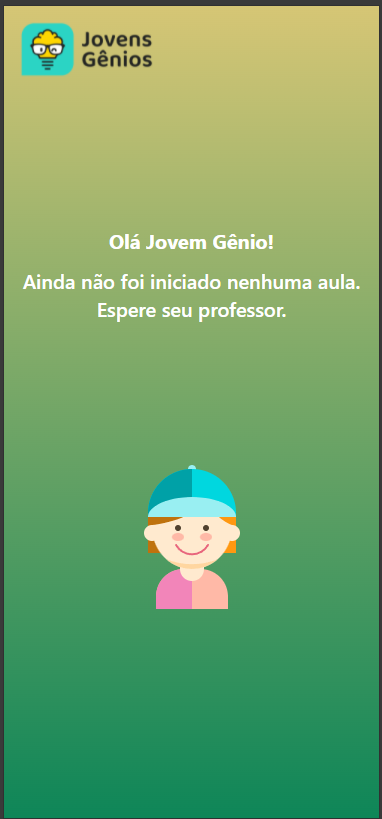 Jovens
Gênios
Olá Jovem Gênio!
Ainda não foi iniciado nenhuma aula.
Espere seu professor.